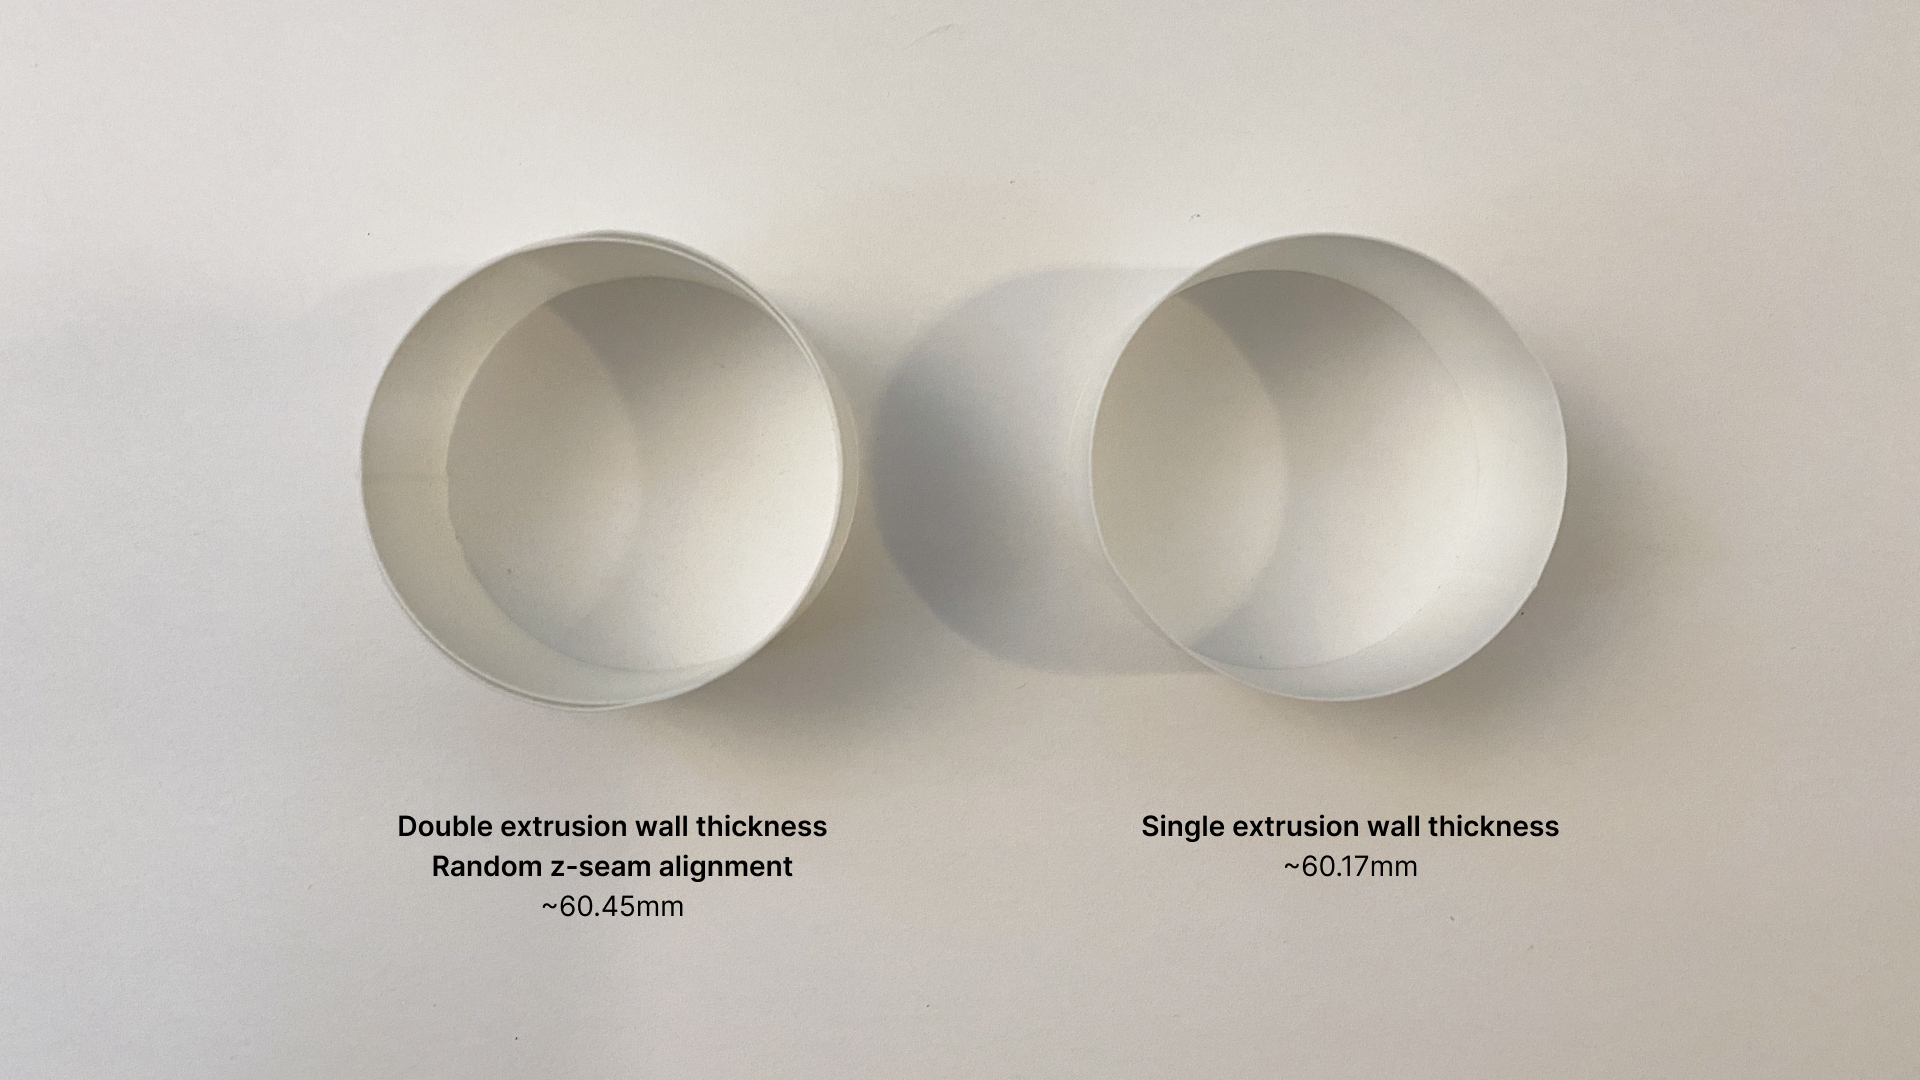 Double extrusion wall thickness
Random z-seam alignment
~60.45mm
Single extrusion wall thickness
~60.17mm